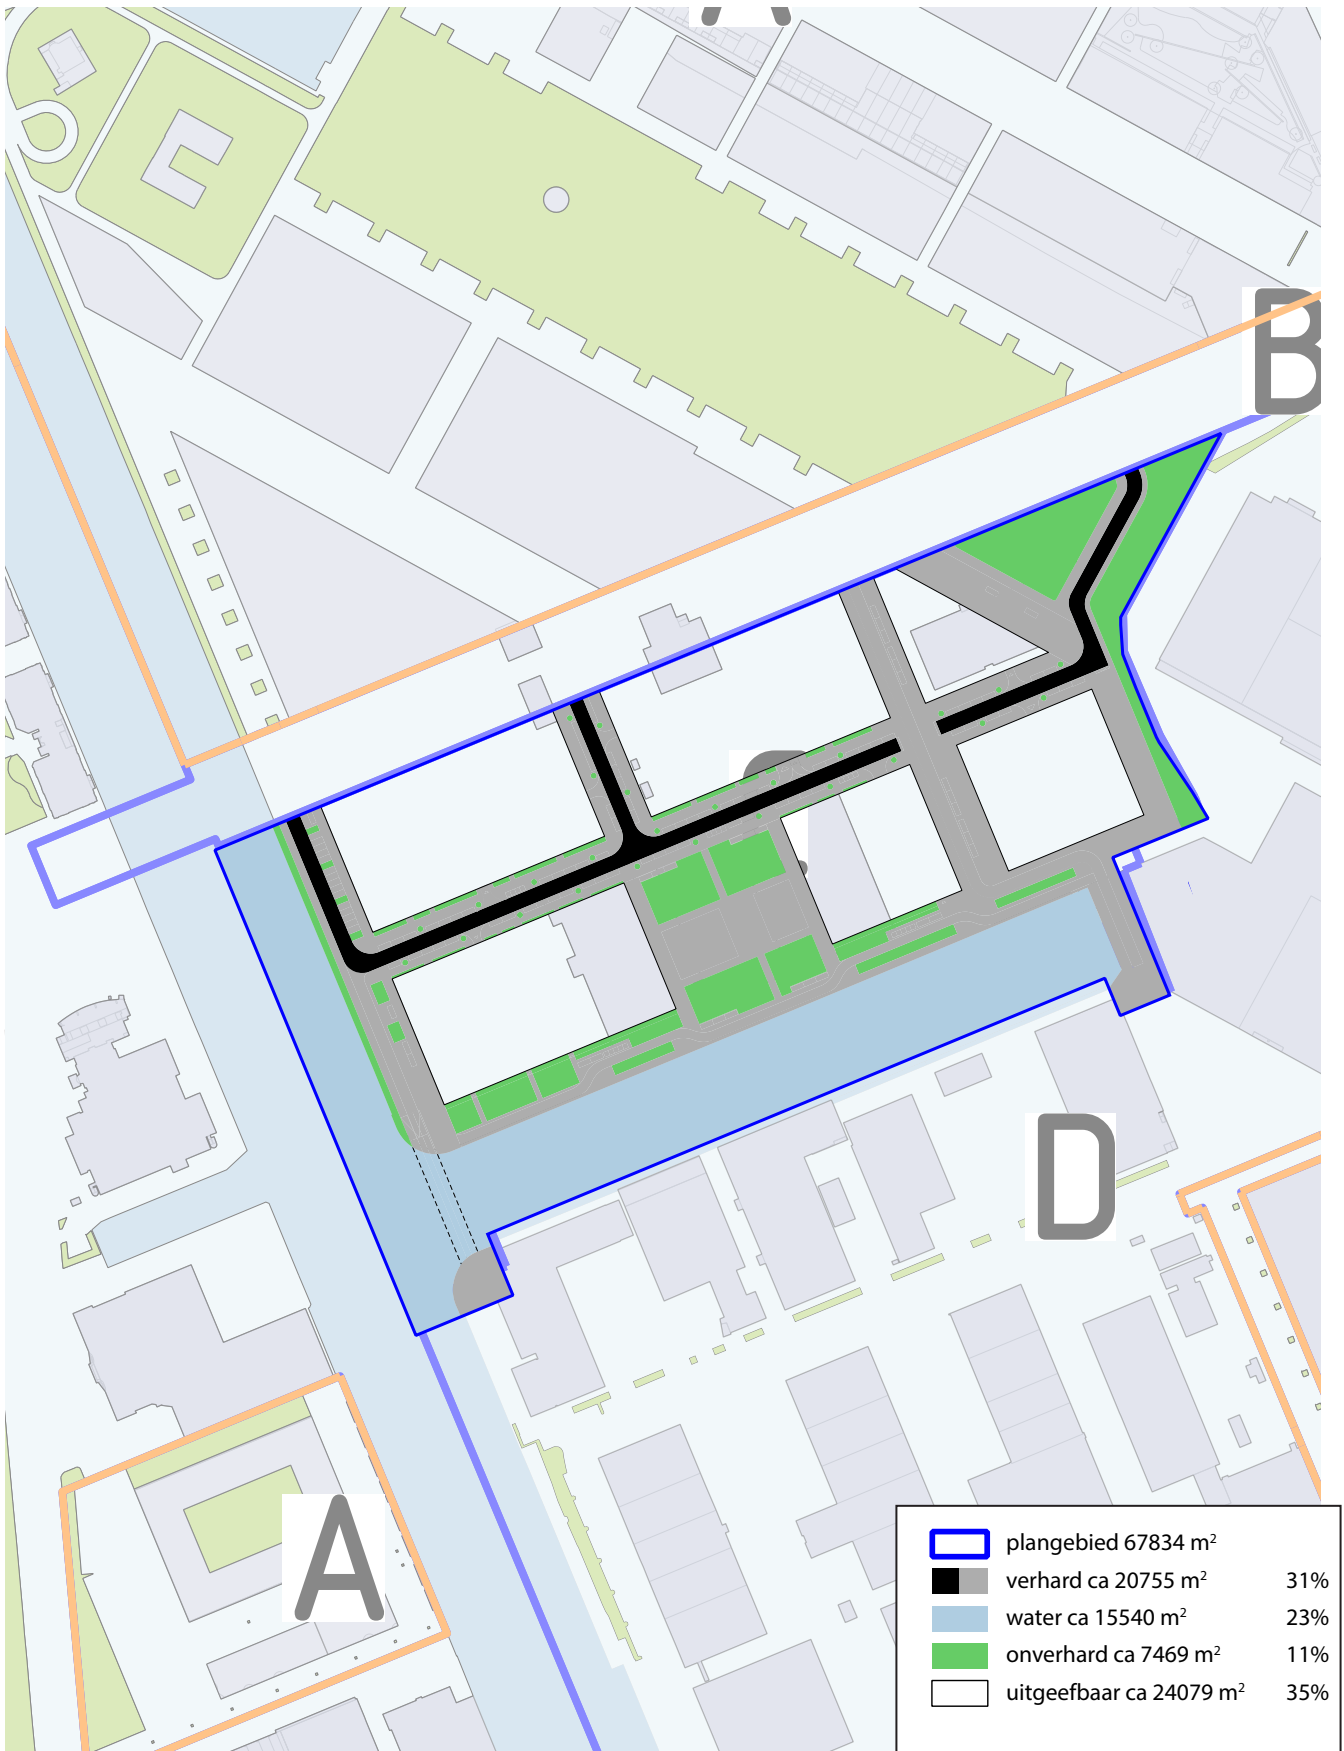 B
D
A
plangebied 67834 m²
verhard ca 20755 m² 31%
water ca 15540 m² 23%
onverhard ca 7469 m² 11%
uitgeefbaar ca 24079 m² 35%